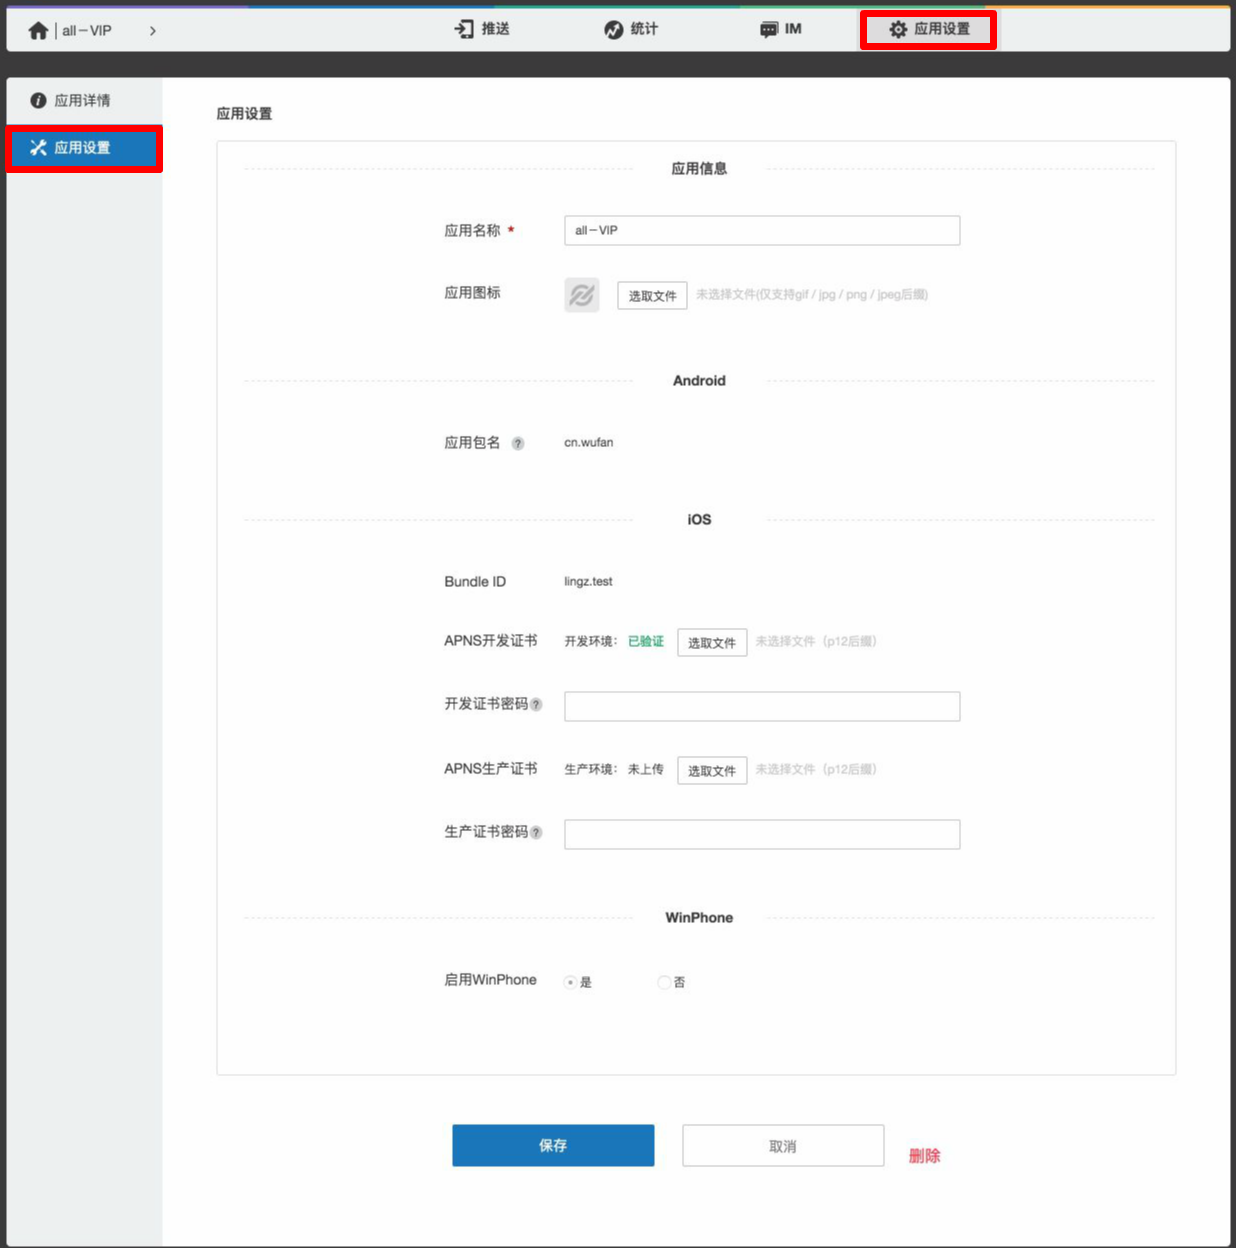 all－VIP
推送
统计
IM
应用设置
应用详情
应用设置
应用设置
应用信息
应用名称 *
all－VIP
应用图标
选取文件 未选择文件(仅支持gif / jpg / png / jpeg后缀)
Android
应用包名 ? cn.wufan
iOS
Bundle ID lingz.test
APNS开发证书 开发环境： 已验证 选取文件 未选择文件（p12后缀）
开发证书密码 ?
APNS生产证书 生产环境： 未上传 选取文件 未选择文件（p12后缀）
生产证书密码 ?
WinPhone
启用WinPhone 是 否
保存 取消 删除